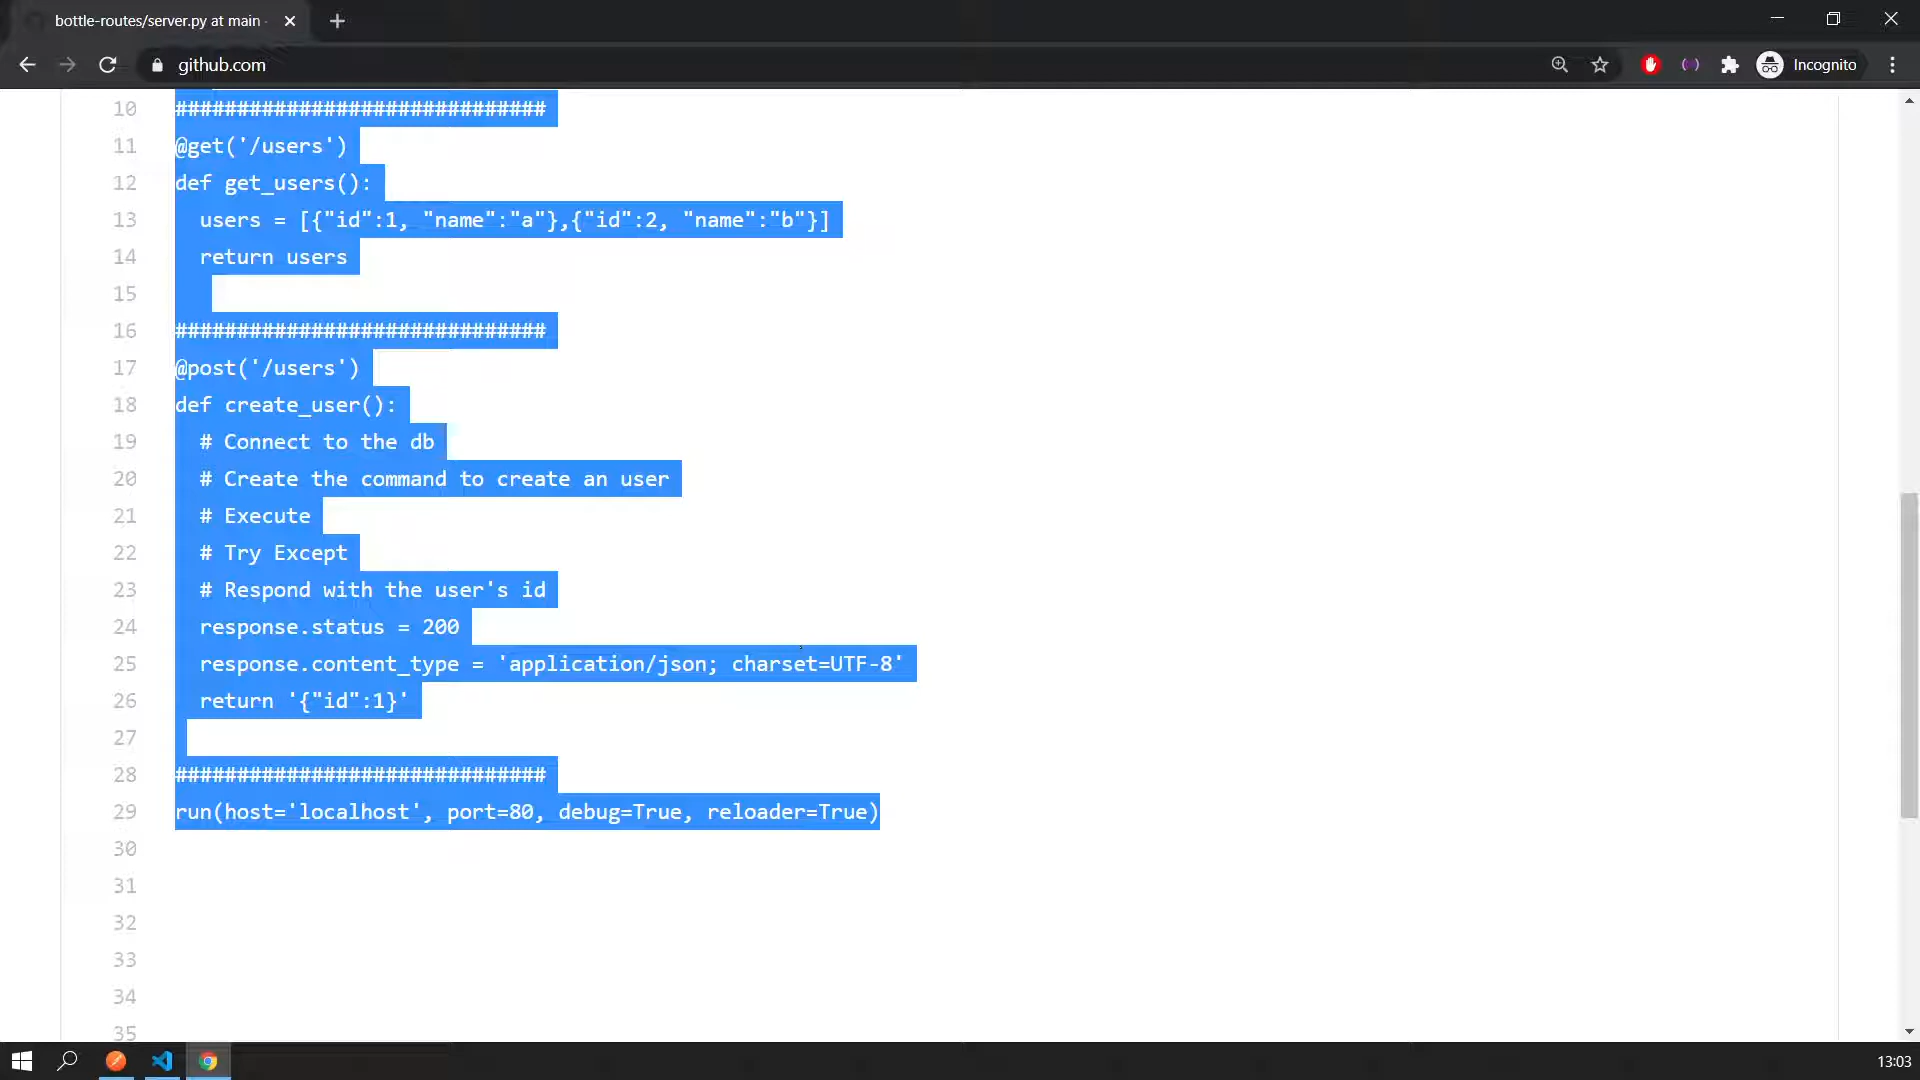 bottle-routes/server.py at main
github.com
Incognito
10 ##############################
11 @get('/users')
12 def get_users():
13 users = [{"id":1, "name":"a"},{"id":2, "name":"b"}]
14 return users
15
16 ##############################
17 @post('/users')
18 def create_user():
19 # Connect to the db
20 # Create the command to create an user
21 # Execute
22 # Try Except
23 # Respond with the user's id
24 response.status = 200
25 response.content_type = 'application/json; charset=UTF-8'
26 return '{"id":1}'
27
28 ##############################
29 run(host='localhost', port=80, debug=True, reloader=True)
30
31
32
33
34
35
13:03